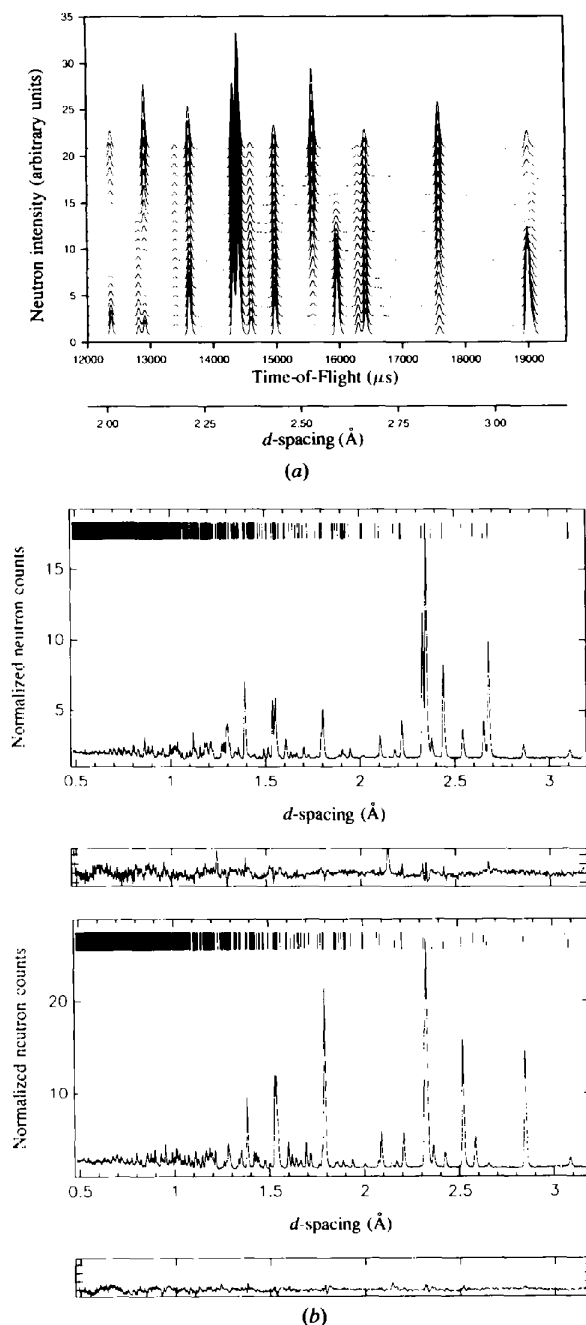 35
30
25
20
15
10
5
0
Neutron intensity (arbitrary units)
12000 13000 14000 15000 16000 17000 18000 19000
Time-of-Flight (μs)
2 00 2 25 2 50 2 75 3 00
d-spacing (Å)
(a)
15
10
5
Normalized neutron counts
0.5 1 1.5 2 2.5 3
d-spacing (Å)
20
10
Normalized neutron counts
0.5 1 1.5 2 2.5 3
d-spacing (Å)
(b)